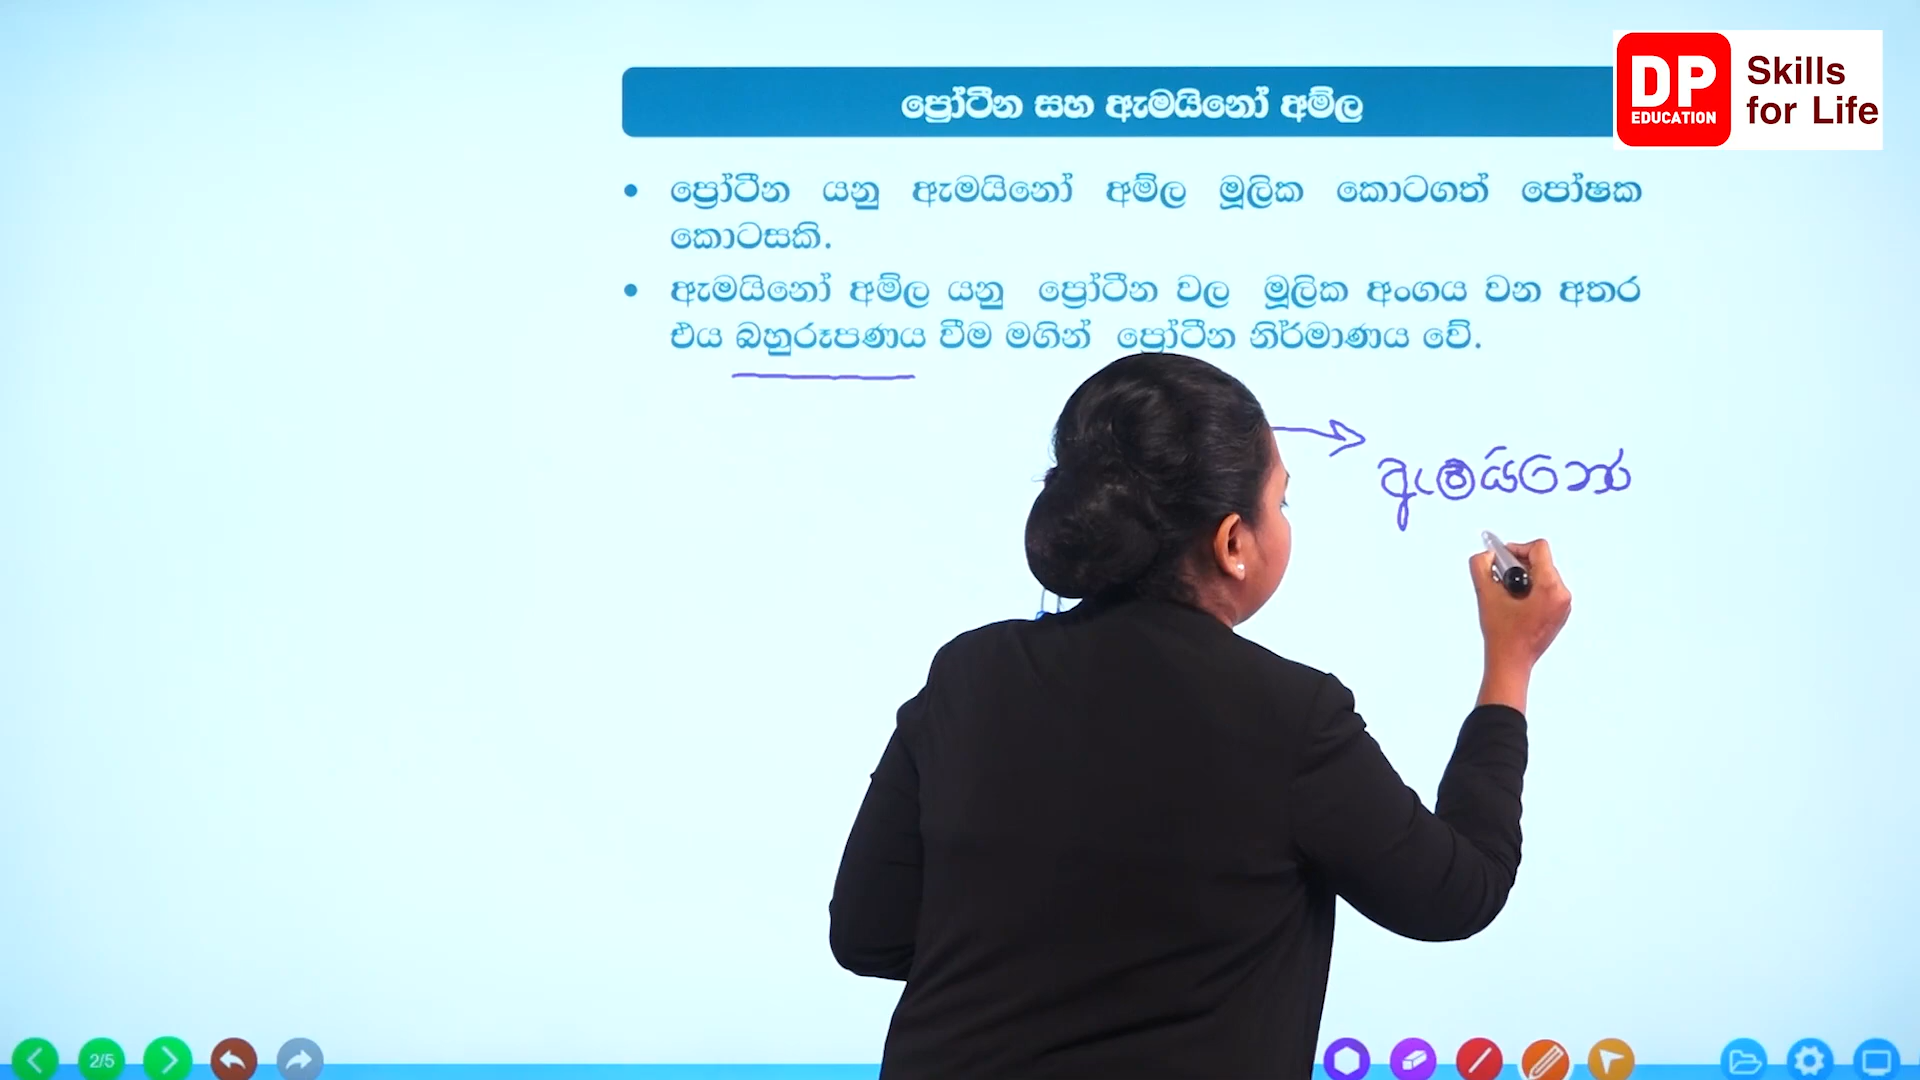 DP
EDUCATION
Skills
for Life
ප්‍රෝටීන සහ ඇමයිනෝ අම්ල
• ප්‍රෝටීන යනු ඇමයිනෝ අම්ල මූලික කොටගත් පෝෂක
කොටසකි.
• ඇමයිනෝ අම්ල යනු ප්‍රෝටීන වල මූලික අංගය වන අතර
එය බහුරූපණය වීම මගින් ප්‍රෝටීන නිර්මාණය වේ.
ඇමයිනො
2/5